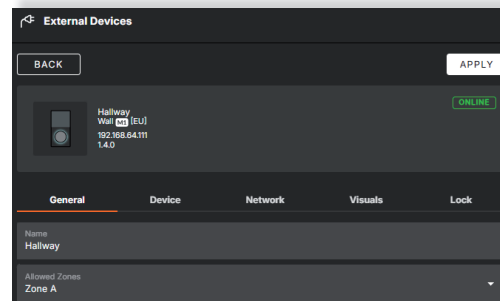 External Devices
BACK
APPLY
Hallway
ONLINE
Wall M1 [EU]
192.168.64.111
1.4.0
General Device Network Visuals Lock
Name
Hallway
Allowed Zones
Zone A